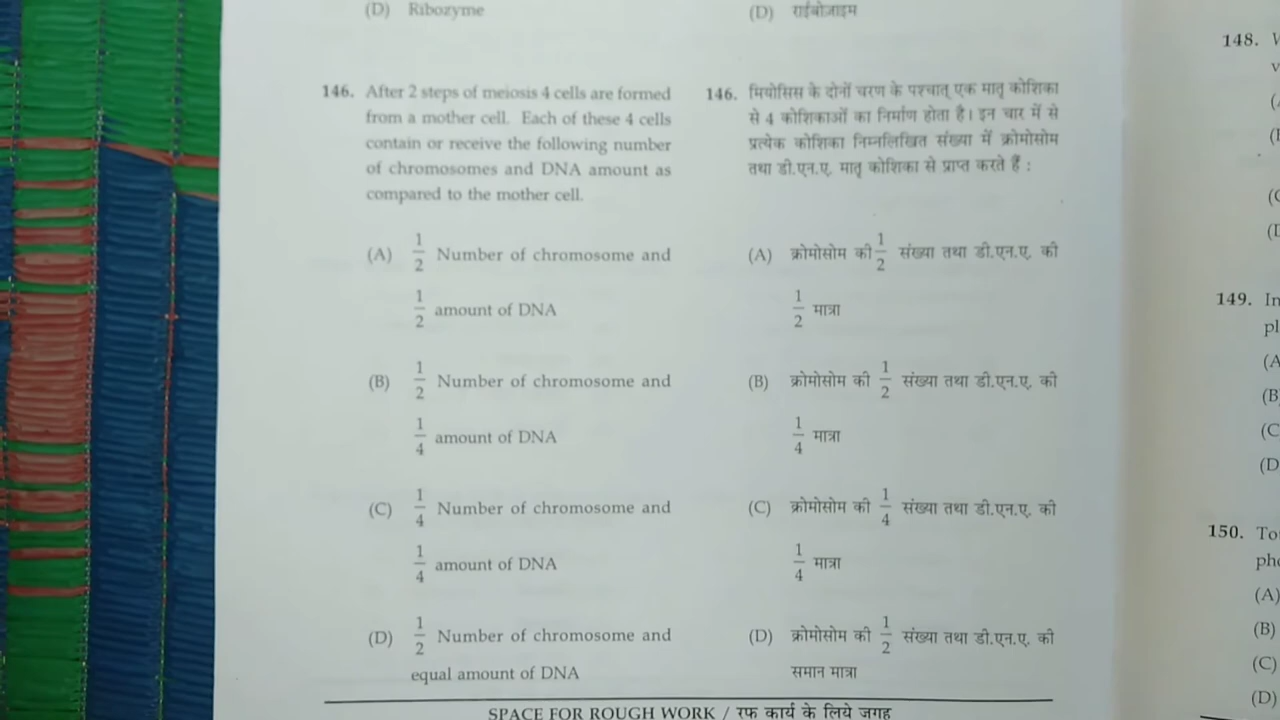 (D) Ribozyme
146. After 2 steps of meiosis 4 cells are formed
from a mother cell. Each of these 4 cells
contain or receive the following number
of chromosomes and DNA amount as
compared to the mother cell.
(A) 1/2 Number of chromosome and
1/2 amount of DNA
(B) 1/2 Number of chromosome and
1/4 amount of DNA
(C) 1/4 Number of chromosome and
1/4 amount of DNA
(D) 1/2 Number of chromosome and
equal amount of DNA
(D) राईबोजाइम
146. मियोसिस के दोनों चरण के पश्चात् एक मातृ कोशिका
से 4 कोशिकाओं का निर्माण होता है। इन चार में से
प्रत्येक कोशिका निम्नलिखित संख्या में क्रोमोसोम
तथा डी.एन.ए. मातृ कोशिका से प्राप्त करते हैं :
(A) क्रोमोसोम की 1/2 संख्या तथा डी.एन.ए. की
1/2 मात्रा
(B) क्रोमोसोम की 1/2 संख्या तथा डी.एन.ए. की
1/4 मात्रा
(C) क्रोमोसोम की 1/4 संख्या तथा डी.एन.ए. की
1/4 मात्रा
(D) क्रोमोसोम की 1/2 संख्या तथा डी.एन.ए. की
समान मात्रा
SPACE FOR ROUGH WORK / रफ कार्य के लिये जगह
148.
149. In
150.
(A)
(B)
(C)
(D)